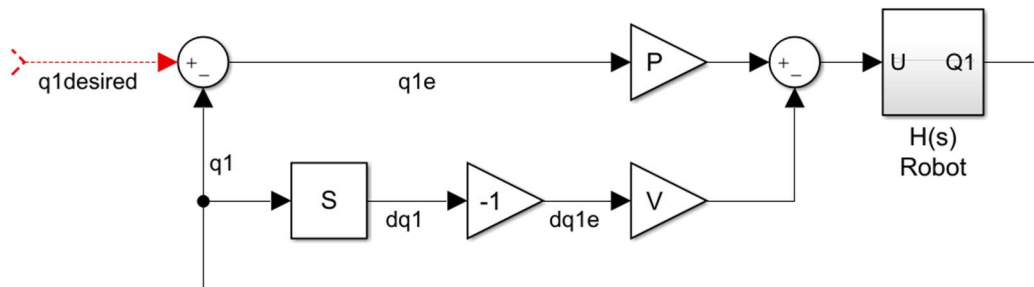 +
−
q1desired
q1e
P
+
−
U
Q1
H(s)
Robot
q1
S
dq1
-1
dq1e
V